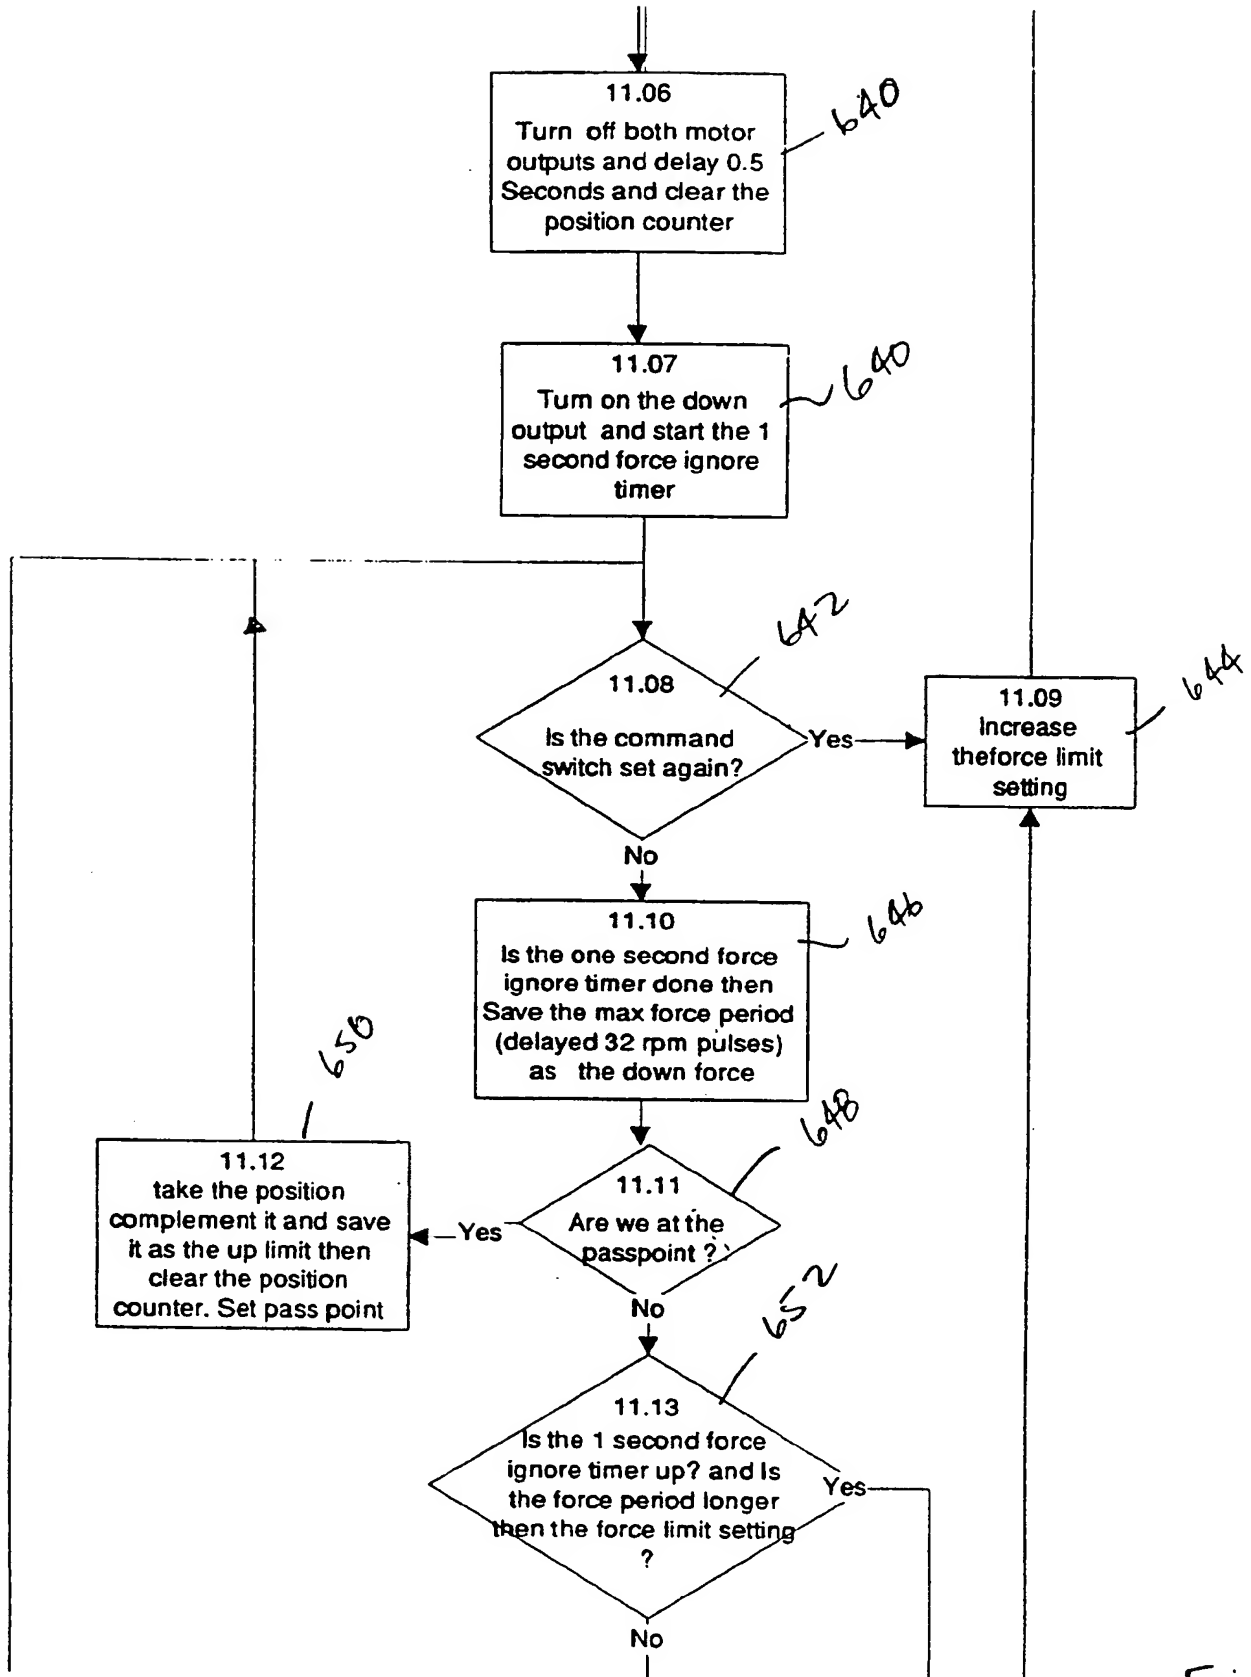 11.06
Turn off both motor
outputs and delay 0.5
Seconds and clear the
position counter
640
11.07
Turn on the down
output and start the 1
second force ignore
timer
640
11.08
Is the command
switch set again?
642
Yes
No
11.09
Increase
theforce limit
setting
644
11.10
Is the one second force
ignore timer done then
Save the max force period
(delayed 32 rpm pulses)
as the down force
646
11.11
Are we at the
passpoint ?
648
Yes
No
11.12
take the position
complement it and save
it as the up limit then
clear the position
counter. Set pass point
650
11.13
Is the 1 second force
ignore timer up? and Is
the force period longer
then the force limit setting
?
652
Yes
No